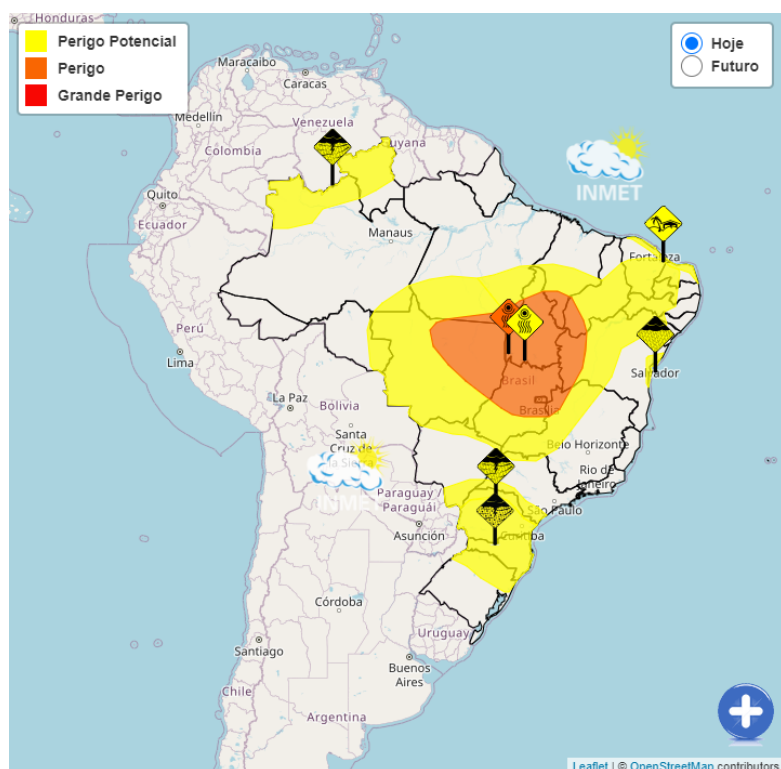 Honduras
Perigo Potencial
Perigo
Grande Perigo
Hoje
Futuro
Maracaibo
Caracas
Medellín
Venezuela
Guyana
Colombia
INMET
Quito
Ecuador
Manaus
Fortaleza
Perú
Lima
Brasil
Salvador
La Paz
Bolivia
Brasília
Santa
Cruz de
la Sierra
Belo Horizonte
Rio de
Janeiro
INMET
Paraguay /
Paraguái
São Paulo
Asunción
Curitiba
Córdoba
Uruguay
Santiago
Buenos
Aires
Chile
Argentina
Leaflet | © OpenStreetMap contributors